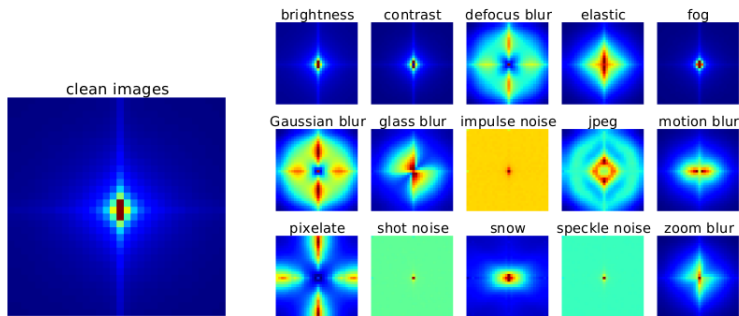 brightness contrast defocus blur elastic fog
clean images
Gaussian blur glass blur impulse noise jpeg motion blur
pixelate shot noise snow speckle noise zoom blur